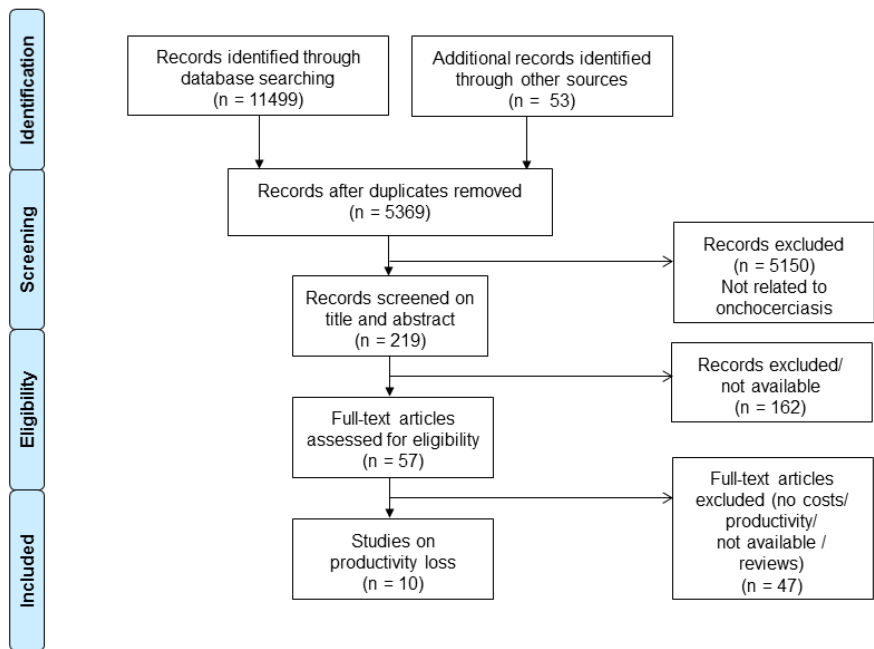 Identification
Records identified through
database searching
(n = 11499)
Additional records identified
through other sources
(n = 53)
Screening
Records after duplicates removed
(n = 5369)
Records excluded
(n = 5150)
Not related to
onchocerciasis
Records screened on
title and abstract
(n = 219)
Eligibility
Records excluded/
not available
(n = 162)
Full-text articles
assessed for eligibility
(n = 57)
Included
Full-text articles
excluded (no costs/
productivity/
not available /
reviews)
(n = 47)
Studies on
productivity loss
(n = 10)